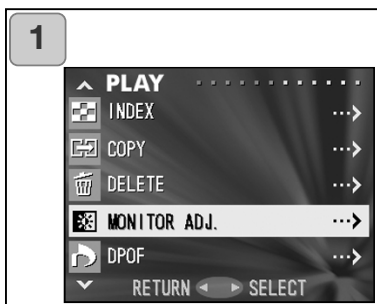 1
PLAY
INDEX
COPY
DELETE
MONITOR ADJ.
DPOF
RETURN SELECT